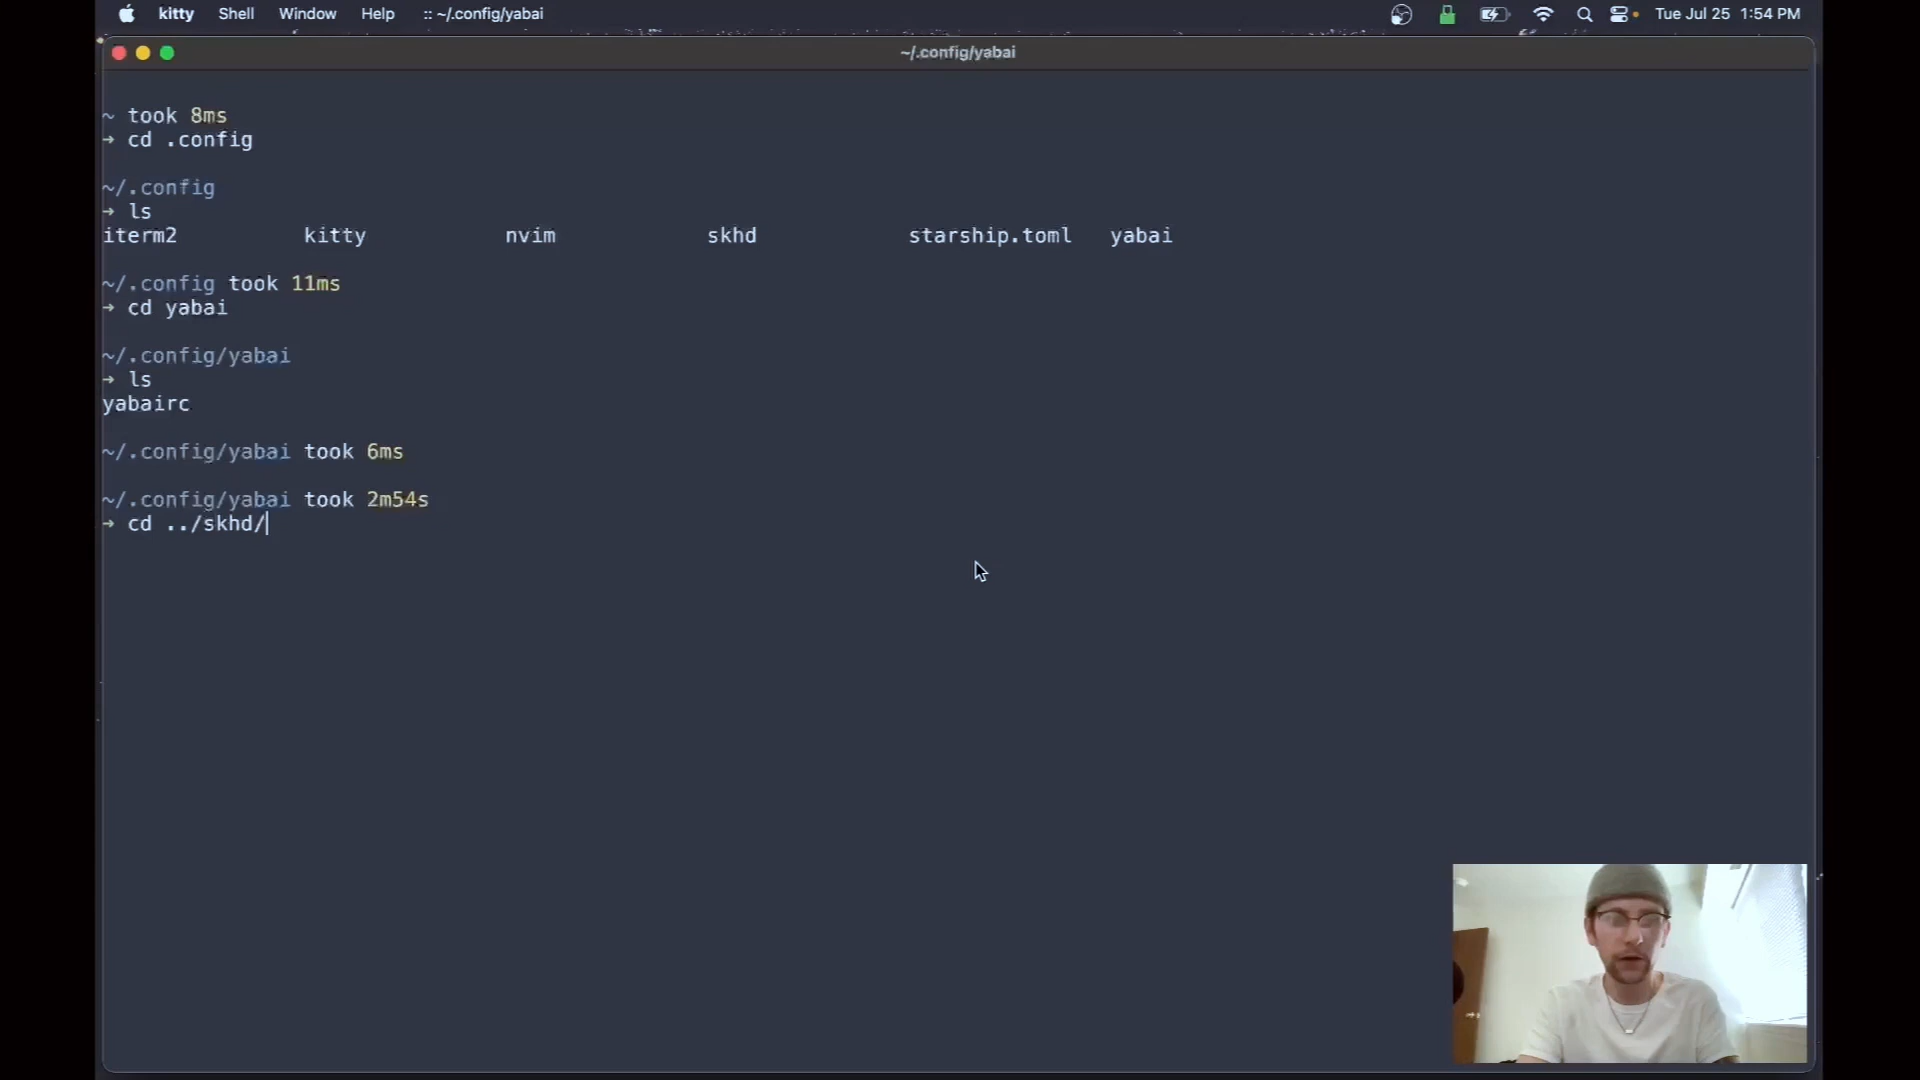 kitty Shell Window Help :: ~/.config/yabai Tue Jul 25 1:54 PM
~/.config/yabai
~ took 8ms
➜ cd .config
~/.config
➜ ls
iterm2 kitty nvim skhd starship.toml yabai
~/.config took 11ms
➜ cd yabai
~/.config/yabai
➜ ls
yabairc
~/.config/yabai took 6ms
~/.config/yabai took 2m54s
➜ cd ../skhd/